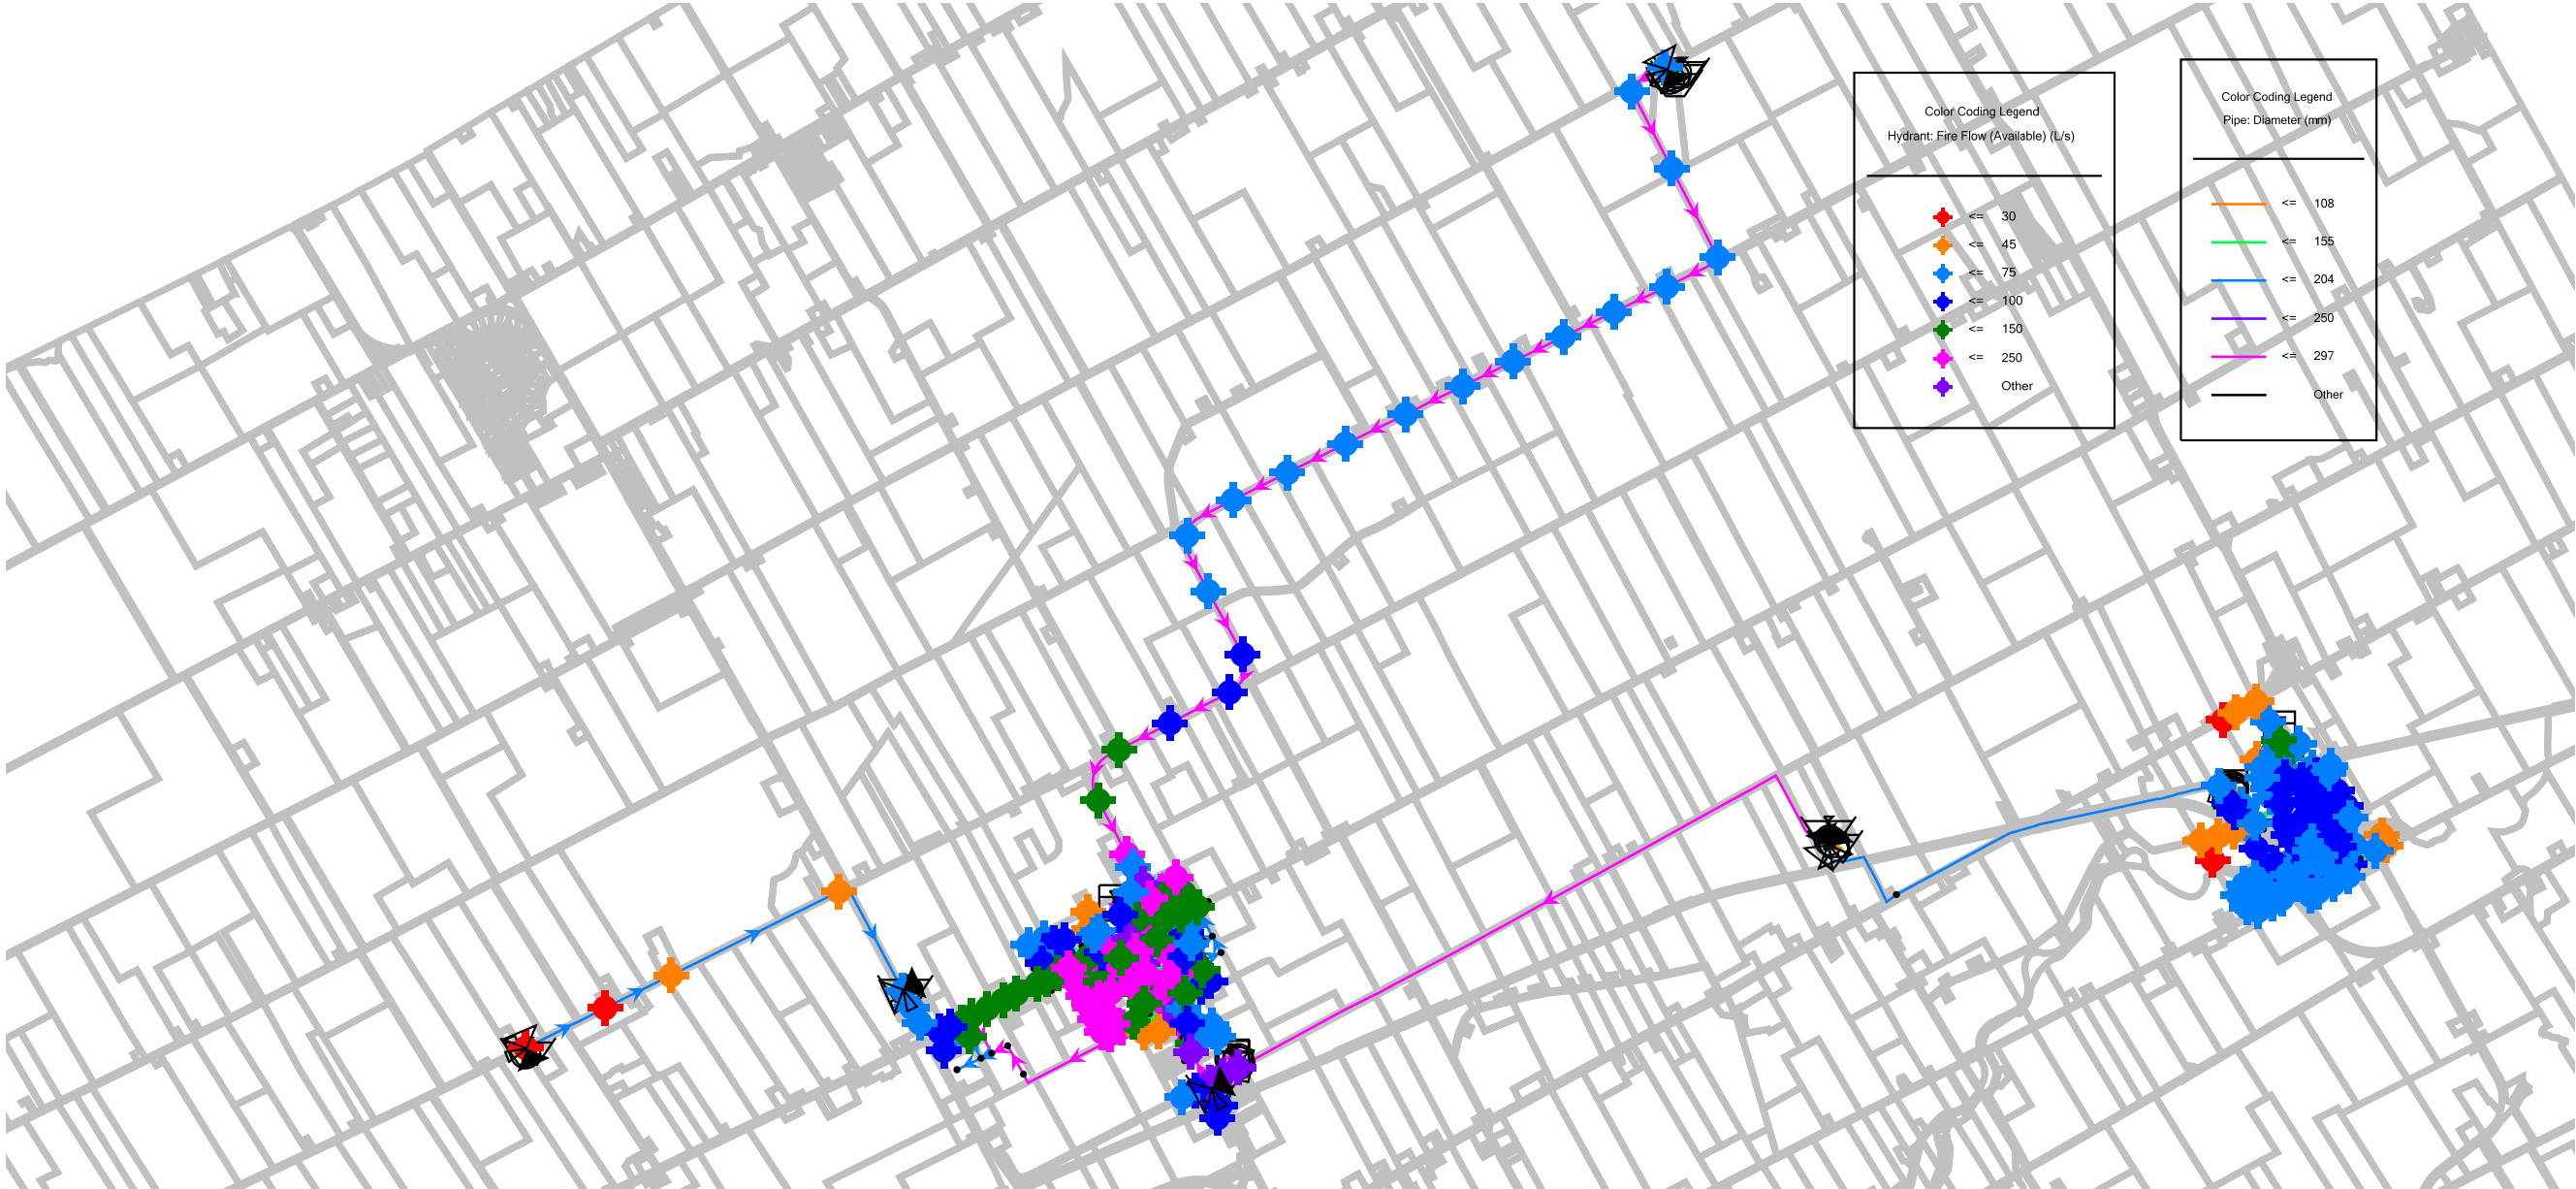 Color Coding Legend
Hydrant: Fire Flow (Available) (L/s)
<= 30
<= 45
<= 75
<= 100
<= 150
<= 250
Other
Color Coding Legend
Pipe: Diameter (mm)
<= 108
<= 155
<= 204
<= 250
<= 297
Other